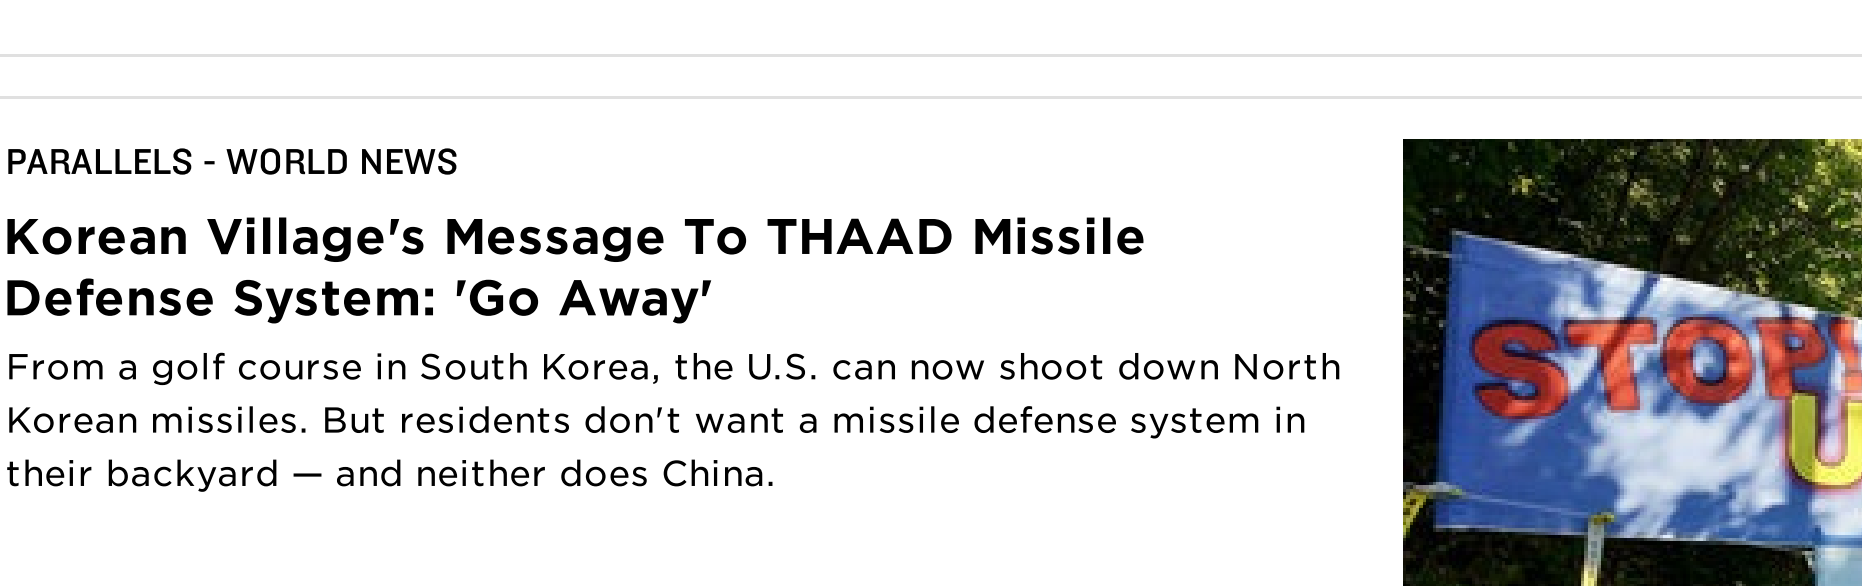 PARALLELS - WORLD NEWS
Korean Village's Message To THAAD Missile
Defense System: 'Go Away'
From a golf course in South Korea, the U.S. can now shoot down North
Korean missiles. But residents don't want a missile defense system in
their backyard — and neither does China.
STOP!
U